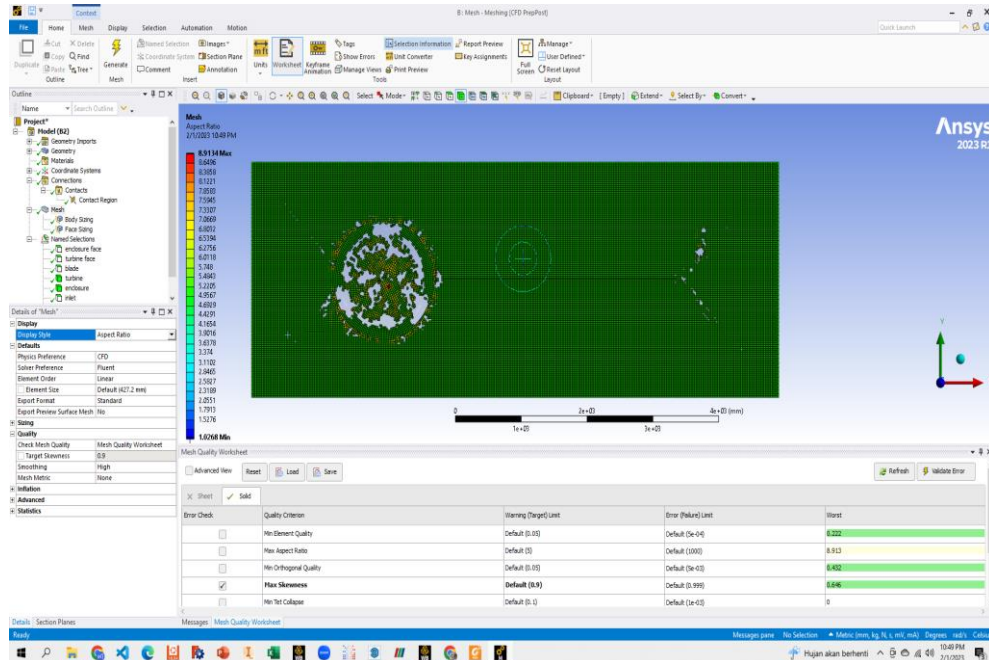 Context
B: Mesh - Meshing [CFD PrepPost]
File Home Mesh Display Selection Automation Motion
Quick Launch
Duplicate Cut Delete Copy Find Paste Tree
Outline
Generate Mesh
Named Selection Coordinate System Comment Images Section Plane Annotation
Insert
Units Worksheet Keyframe Animation Tags Show Errors Manage Views Selection Information Unit Converter Print Preview Report Preview Key Assignments
Tools
Full Screen Manage User Defined Reset Layout
Layout
Select Mode Clipboard [Empty] Extend Select By Convert
Outline
Name Search Outline
Project*
Model (B2)
Geometry Imports
Geometry
Materials
Coordinate Systems
Connections
Contacts
Contact Region
Mesh
Body Sizing
Face Sizing
Named Selections
enclosure face
turbine face
blade
turbine
enclosure
inlet
Details of "Mesh"
Display
Display Style Aspect Ratio
Defaults
Physics Preference CFD
Solver Preference Fluent
Element Order Linear
Element Size Default (427.2 mm)
Export Format Standard
Export Preview Surface Mesh No
Sizing
Quality
Check Mesh Quality Mesh Quality Worksheet
Target Skewness 0.9
Smoothing High
Mesh Metric None
Inflation
Advanced
Statistics
Details Section Planes
Mesh
Aspect Ratio
2/1/2023 10:49 PM
8.9134 Max
8.6496
8.3858
8.1221
7.8583
7.5945
7.3307
7.0669
6.8032
6.5394
6.2756
6.0118
5.748
5.4843
5.2205
4.9567
4.6929
4.4291
4.1654
3.9016
3.6378
3.374
3.1102
2.8465
2.5827
2.3189
2.0551
1.7913
1.5276
1.0268 Min
Ansys
2023 R
Y
0 2e+03 4e+03 (mm)
1e+03 3e+03
Mesh Quality Worksheet
Advanced View Reset Load Save Refresh Validate Error
Sheet Solid
Error Check Quality Criterion Warning (Target) Limit Error (Failure) Limit Worst
Min Element Quality Default (0.05) Default (5e-04) 0.222
Max Aspect Ratio Default (5) Default (1000) 8.913
Min Orthogonal Quality Default (0.05) Default (5e-03) 0.432
Max Skewness Default (0.9) Default (0.999) 0.646
Min Tet Collapse Default (0.1) Default (1e-03) 0
Messages Mesh Quality Worksheet
Ready
Messages pane No Selection Metric (mm, kg, N, s, mV, mA) Degrees rad/s Celsiu
Hujan akan berhenti 10:49 PM
2/1/2023